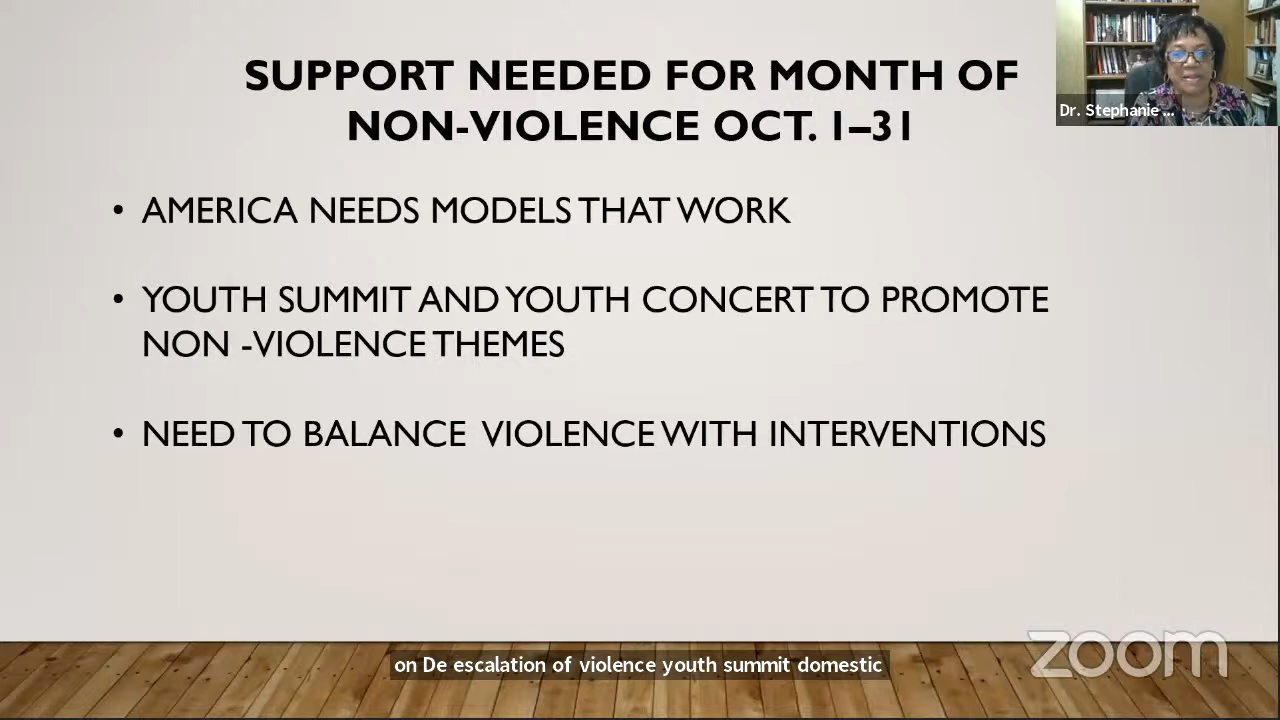 SUPPORT NEEDED FOR MONTH OF
NON-VIOLENCE OCT. 1–31
Dr. Stephanie ...
• AMERICA NEEDS MODELS THAT WORK
• YOUTH SUMMIT AND YOUTH CONCERT TO PROMOTE
NON -VIOLENCE THEMES
• NEED TO BALANCE VIOLENCE WITH INTERVENTIONS
zoom
on De escalation of violence youth summit domestic